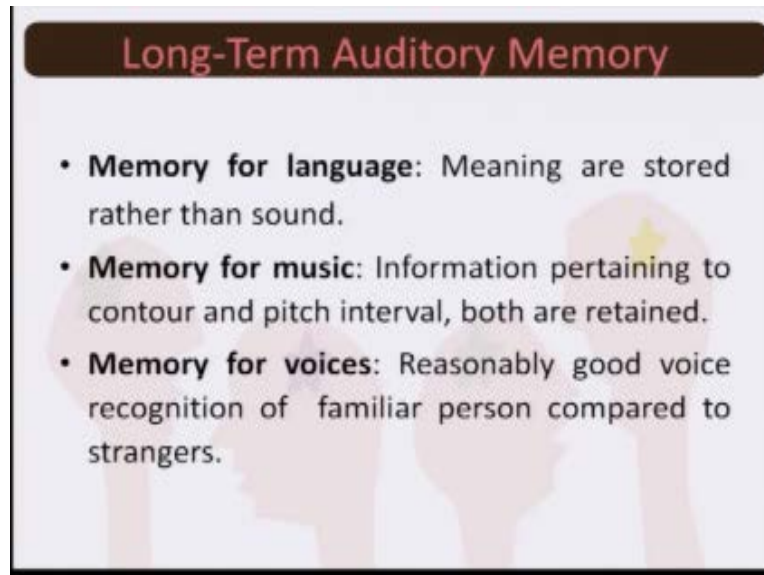 Long-Term Auditory Memory
• Memory for language: Meaning are stored
rather than sound.
• Memory for music: Information pertaining to
contour and pitch interval, both are retained.
• Memory for voices: Reasonably good voice
recognition of familiar person compared to
strangers.